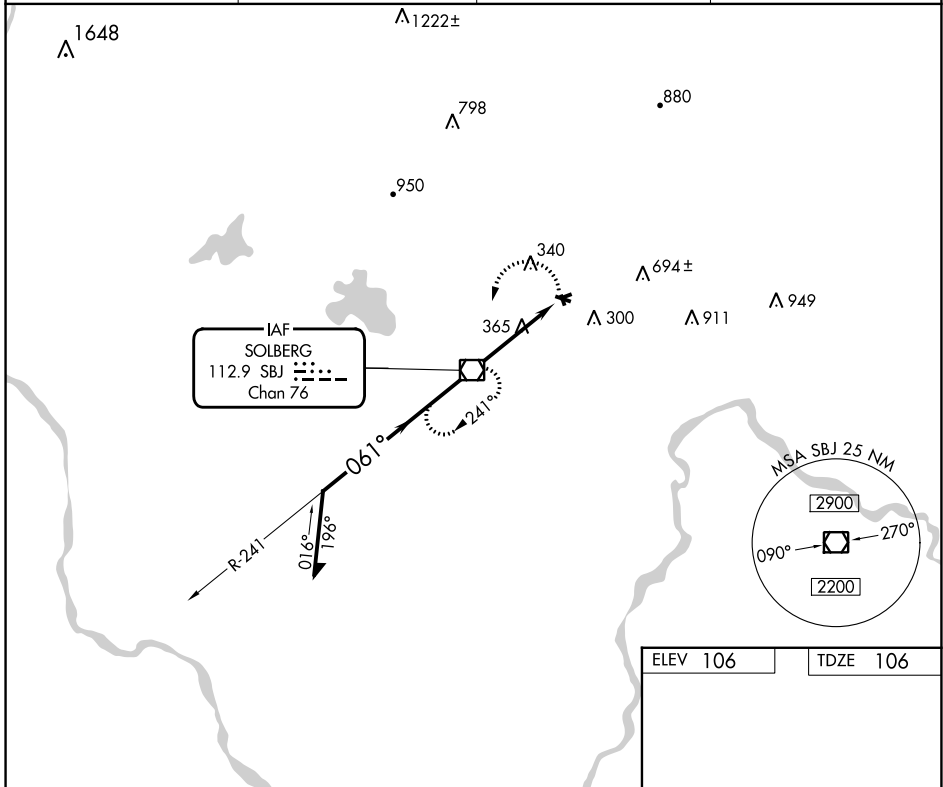 1648
1222±
798
880
950
340
694±
949
365
300
911
IAF
SOLBERG
112.9 SBJ
Chan 76
241°
061°
R-241
016°
196°
MSA SBJ 25 NM
2900
270°
090°
2200
ELEV 106
TDZE 106